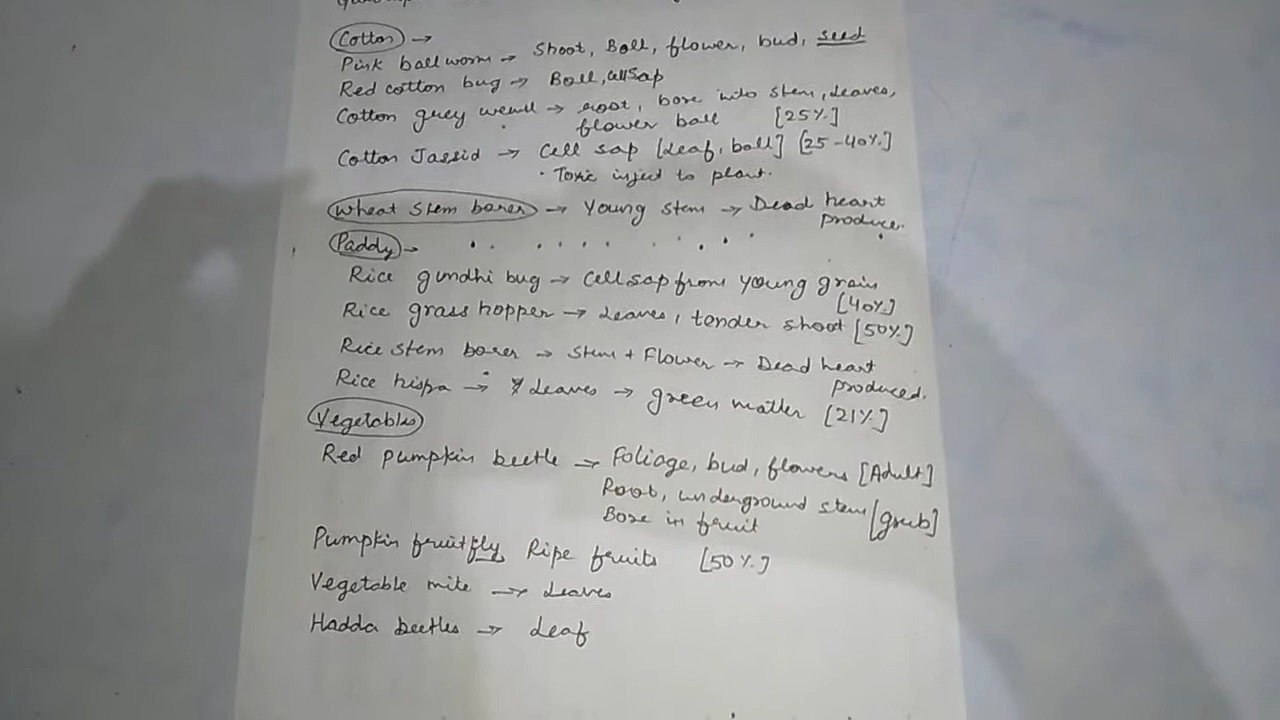 Cotton →
Pink ballworm → Shoot, Boll, flower, bud, seed
Red cotton bug → Boll, cell sap
Cotton grey weevil → root, bore into stem, leaves,
flower ball [25%]
Cotton Jassid → Cell sap [leaf, ball] [25-40%]
• Toxic inject to plant.
Wheat Stem borer → Young stem → Dead heart
produce.
Paddy →
Rice gundhi bug → Cell sap from young grain
[40%]
Rice grass hopper → Leaves, tender shoot [50%]
Rice stem borer → Stem + Flower → Dead heart
produced.
Rice hispa → Leaves → green matter [21%]
Vegetables
Red pumpkin beetle → Foliage, bud, flowers [Adult]
Root, underground stem [grub]
Bore in fruit
Pumpkin fruitfly, Ripe fruits [50%]
Vegetable mite → Leaves
Hadda beetles → Leaf